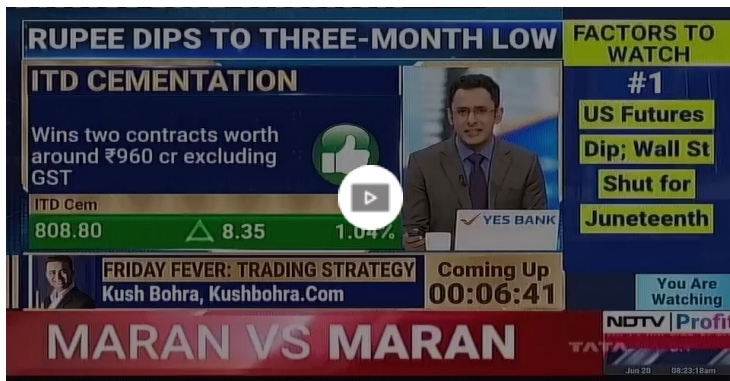 RUPEE DIPS TO THREE-MONTH LOW
FACTORS TO
WATCH
#1
US Futures
Dip; Wall St
Shut for
Juneteenth
ITD CEMENTATION
Wins two contracts worth
around ₹960 cr excluding
GST
ITD Cem
808.80 8.35 1.04%
YES BANK
FRIDAY FEVER: TRADING STRATEGY
Kush Bohra, Kushbohra.Com
Coming Up
00:06:41
You Are
Watching
NDTV Profit
MARAN VS MARAN
TATA
Jun 20 08:23:18am